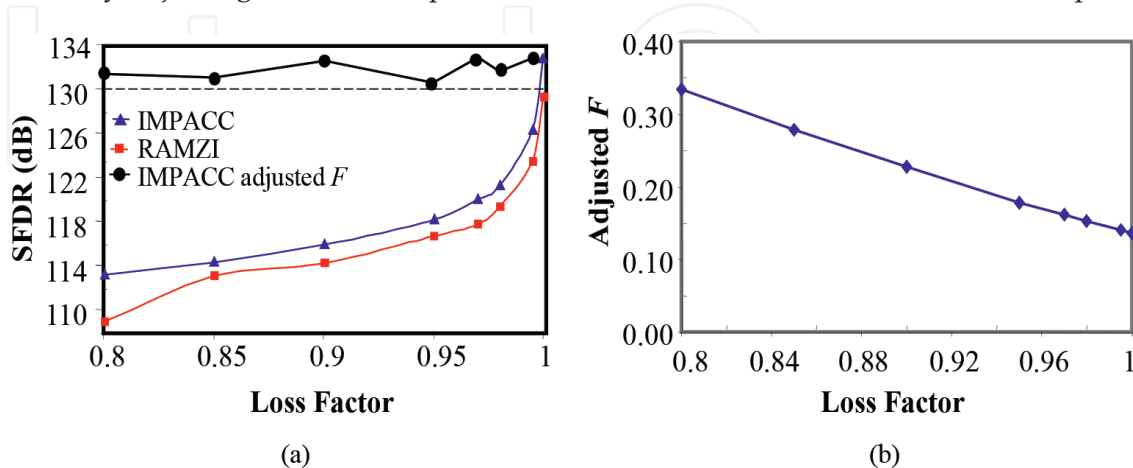 134
130
126
122
118
114
110
SFDR (dB)
IMPACC
RAMZI
IMPACC adjusted F
0.8 0.85 0.9 0.95 1
Loss Factor
(a)
0.40
0.30
0.20
0.10
0.00
Adjusted F
0.8 0.84 0.88 0.92 0.96 1
Loss Factor
(b)